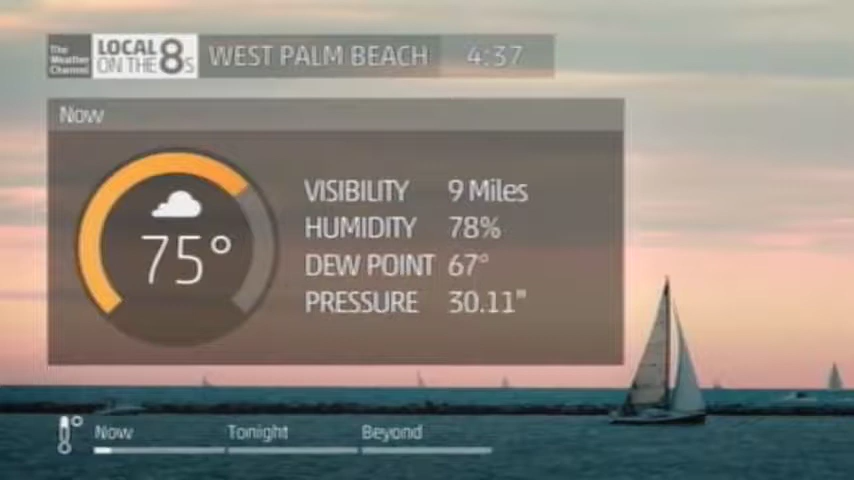 The Weather Channel
LOCAL ON THE 8s
WEST PALM BEACH 4:37
Now
75°
VISIBILITY 9 Miles
HUMIDITY 78%
DEW POINT 67°
PRESSURE 30.11"
Now Tonight Beyond